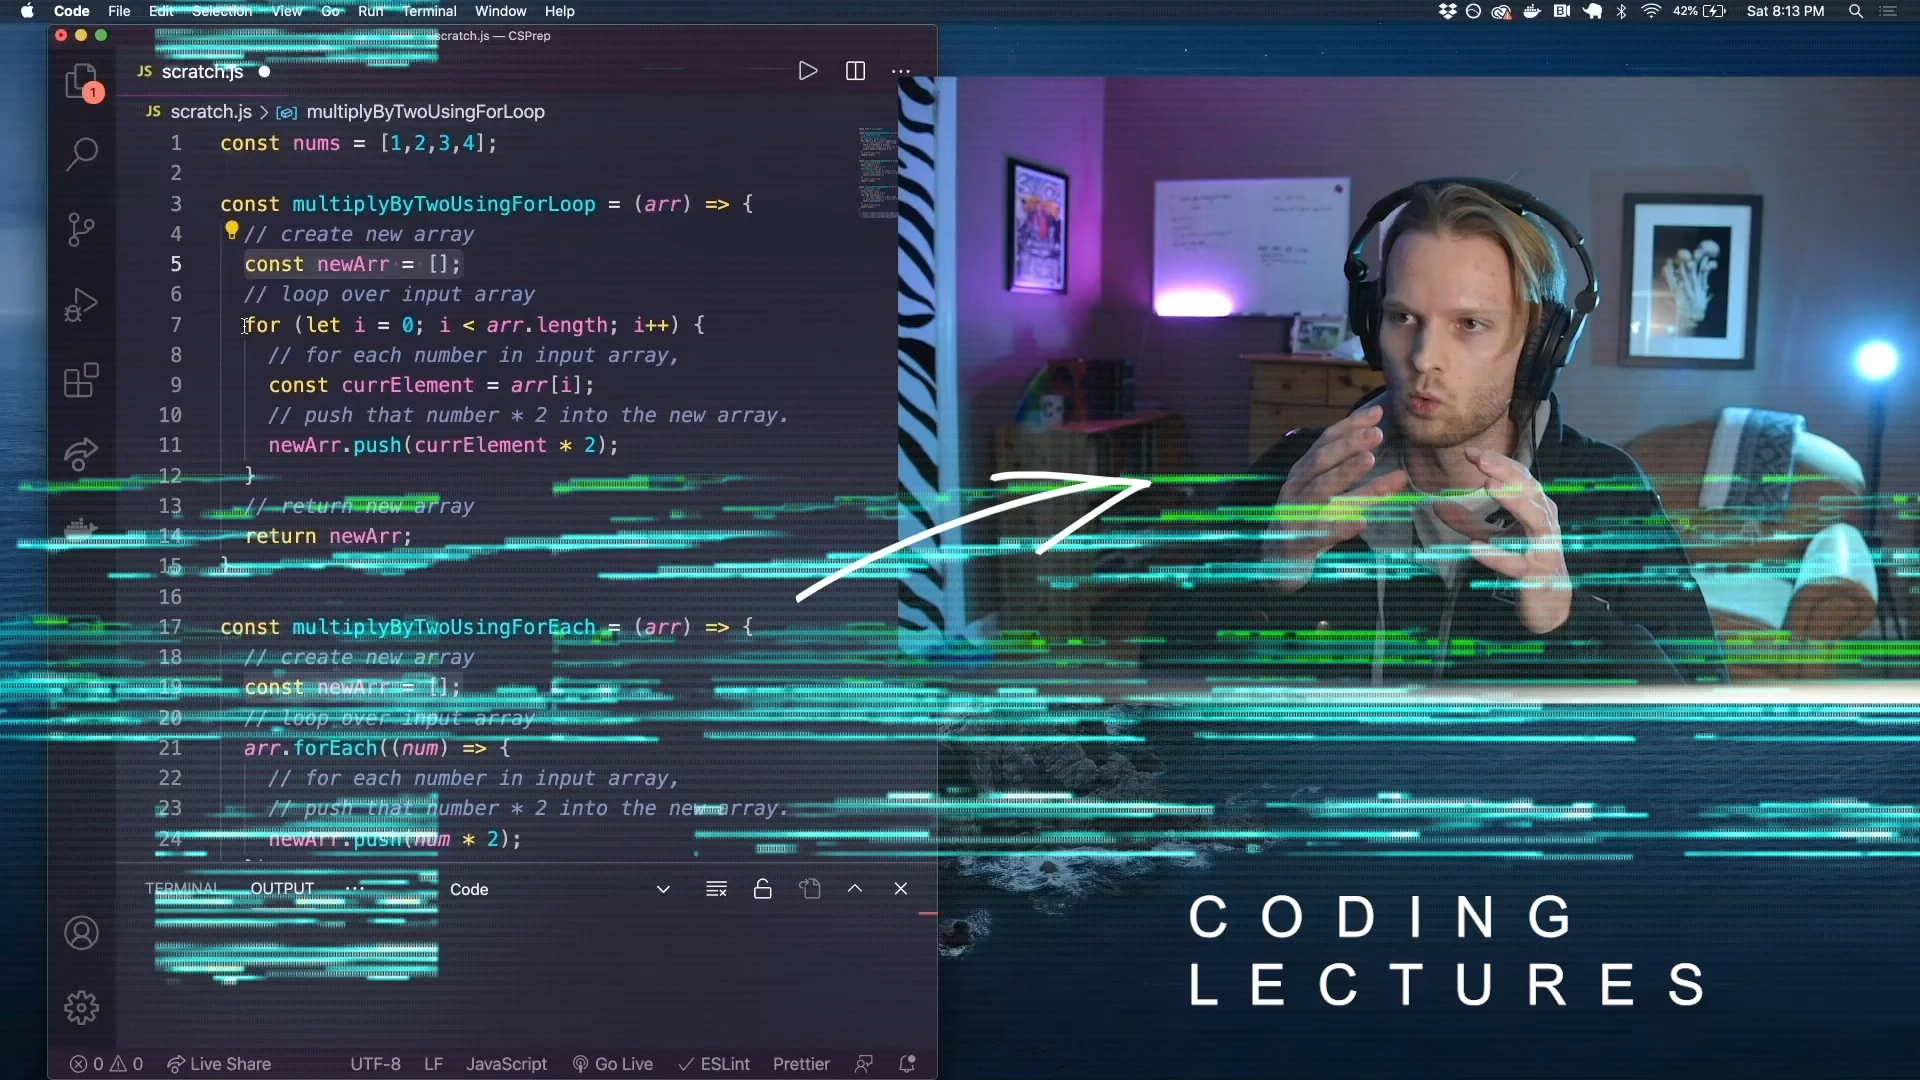 Code File Edit Selection View Go Run Terminal Window Help
42% Sat 8:13 PM
scratch.js — CSPrep
JS scratch.js
1
JS scratch.js > multiplyByTwoUsingForLoop
1 const nums = [1,2,3,4];
2
3 const multiplyByTwoUsingForLoop = (arr) => {
4 // create new array
5 const newArr = [];
6 // loop over input array
7 for (let i = 0; i < arr.length; i++) {
8 // for each number in input array,
9 const currElement = arr[i];
10 // push that number * 2 into the new array.
11 newArr.push(currElement * 2);
12 }
13 // return new array
14 return newArr;
15 }
16
17 const multiplyByTwoUsingForEach = (arr) => {
18 // create new array
19 const newArr = [];
20 // loop over input array
21 arr.forEach((num) => {
22 // for each number in input array,
23 // push that number * 2 into the new array.
24 newArr.push(num * 2);
TERMINAL OUTPUT ... Code
0 0 Live Share UTF-8 LF JavaScript Go Live ESLint Prettier
CODING
LECTURES